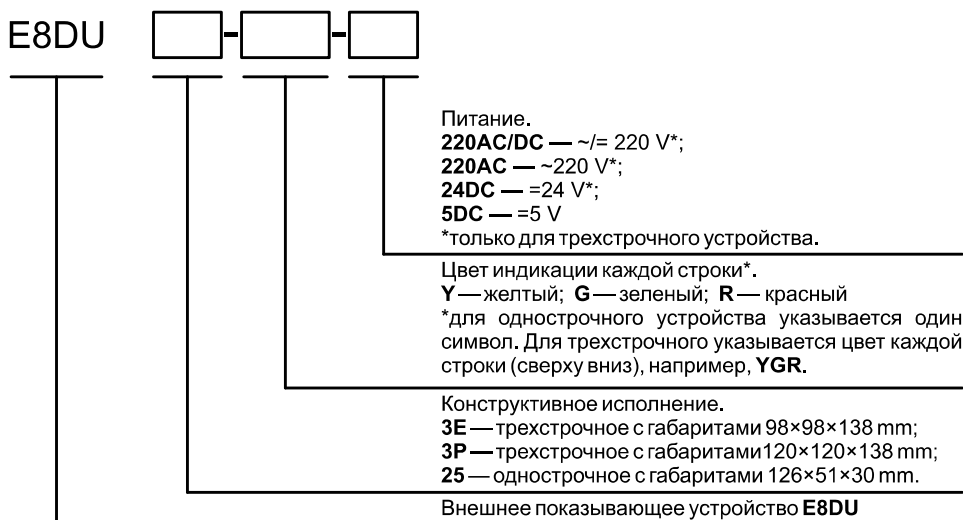 E8DU - -
Питание.
220AC/DC — ~/= 220 V*;
220AC — ~220 V*;
24DC — =24 V*;
5DC — =5 V
*только для трехстрочного устройства.
Цвет индикации каждой строки*.
Y — желтый; G — зеленый; R — красный
*для однострочного устройства указывается один
символ. Для трехстрочного указывается цвет каждой
строки (сверху вниз), например, YGR.
Конструктивное исполнение.
3E — трехстрочное с габаритами 98×98×138 mm;
3P — трехстрочное с габаритами 120×120×138 mm;
25 — однострочное с габаритами 126×51×30 mm.
Внешнее показывающее устройство E8DU